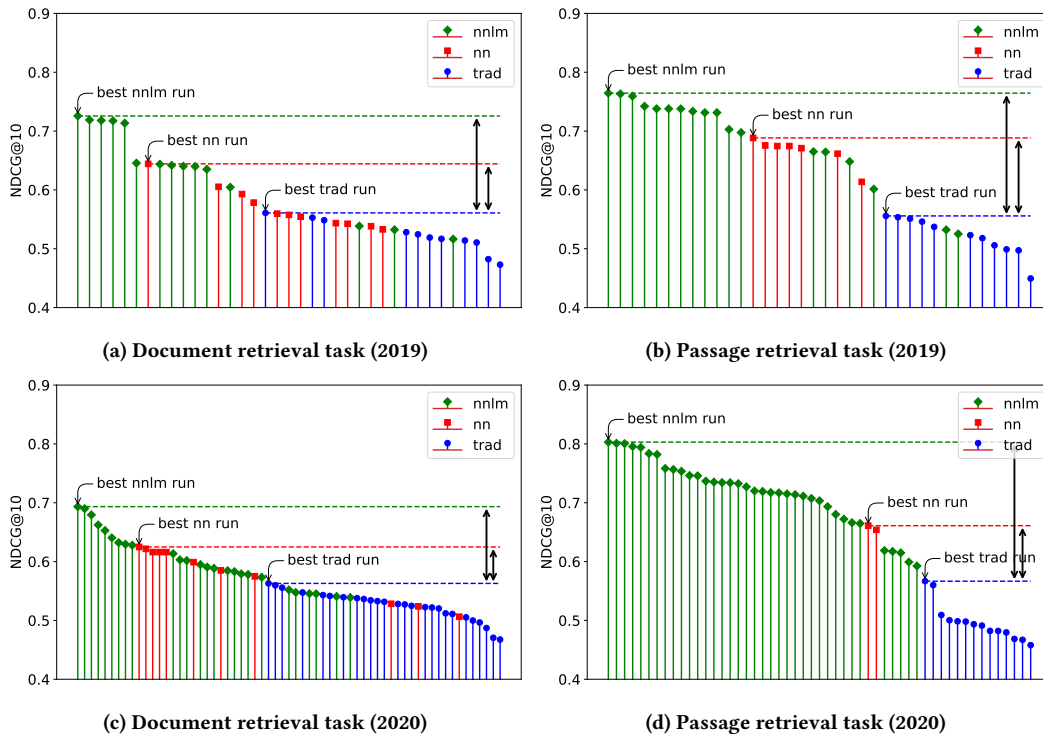 0.9
0.8
0.7
0.6
0.5
0.4
NDCG@10
best nnlm run
best nn run
best trad run
nnlm
nn
trad
(a) Document retrieval task (2019)
0.9
0.8
0.7
0.6
0.5
0.4
NDCG@10
best nnlm run
best nn run
best trad run
nnlm
nn
trad
(b) Passage retrieval task (2019)
0.9
0.8
0.7
0.6
0.5
0.4
NDCG@10
best nnlm run
best nn run
best trad run
nnlm
nn
trad
(c) Document retrieval task (2020)
0.9
0.8
0.7
0.6
0.5
0.4
NDCG@10
best nnlm run
best nn run
best trad run
nnlm
nn
trad
(d) Passage retrieval task (2020)